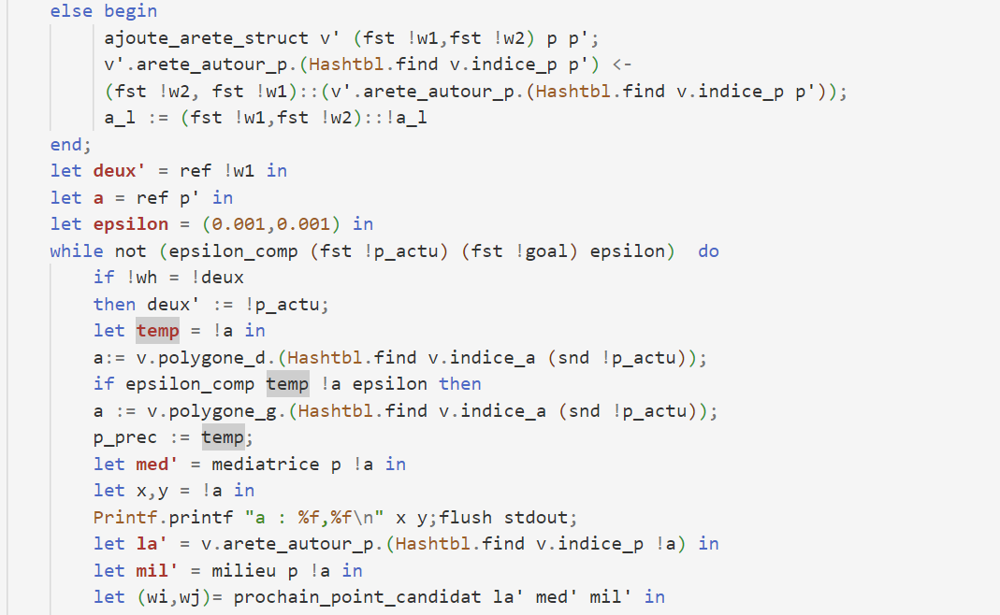 else begin
ajoute_arete_struct v' (fst !w1,fst !w2) p p';
v'.arete_autour_p.(Hashtbl.find v.indice_p p') <-
(fst !w2, fst !w1)::(v'.arete_autour_p.(Hashtbl.find v.indice_p p'));
a_l := (fst !w1,fst !w2)::!a_l
end;
let deux' = ref !w1 in
let a = ref p' in
let epsilon = (0.001,0.001) in
while not (epsilon_comp (fst !p_actu) (fst !goal) epsilon)  do
if !wh = !deux
then deux' := !p_actu;
let temp = !a in
a:= v.polygone_d.(Hashtbl.find v.indice_a (snd !p_actu));
if epsilon_comp temp !a epsilon then
a := v.polygone_g.(Hashtbl.find v.indice_a (snd !p_actu));
p_prec := temp;
let med' = mediatrice p !a in
let x,y = !a in
Printf.printf "a : %f,%f\n" x y;flush stdout;
let la' = v.arete_autour_p.(Hashtbl.find v.indice_p !a) in
let mil' = milieu p !a in
let (wi,wj)= prochain_point_candidat la' med' mil' in